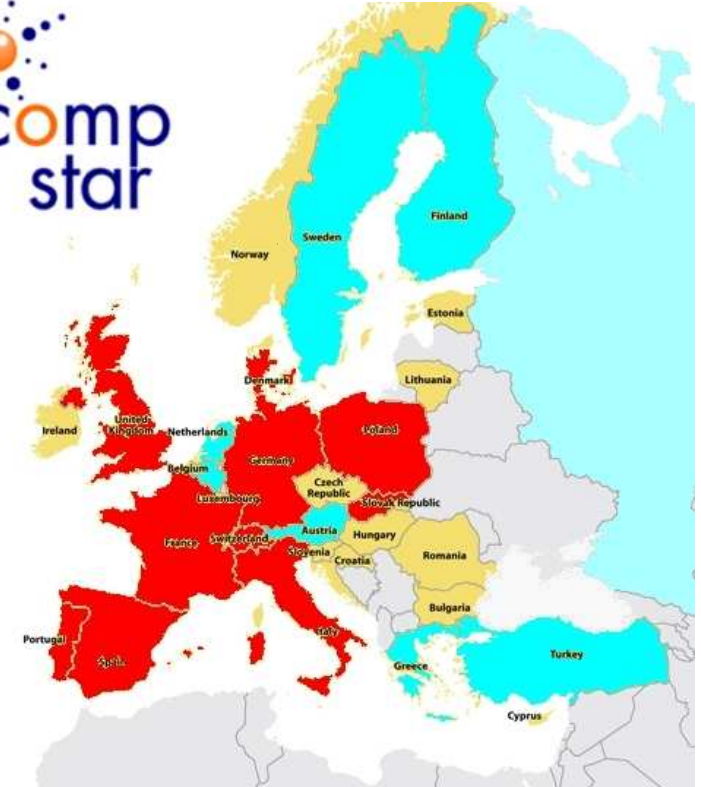 comp
star
Finland
Sweden
Norway
Estonia
Lithuania
Denmark
United
Kingdom
Ireland
Netherlands
Poland
Belgium
Germany
Czech
Republic
Luxembourg
Slovak Republic
Austria
France
Switzerland
Hungary
Slovenia
Croatia
Romania
Bulgaria
Portugal
Spain
Italy
Greece
Turkey
Cyprus